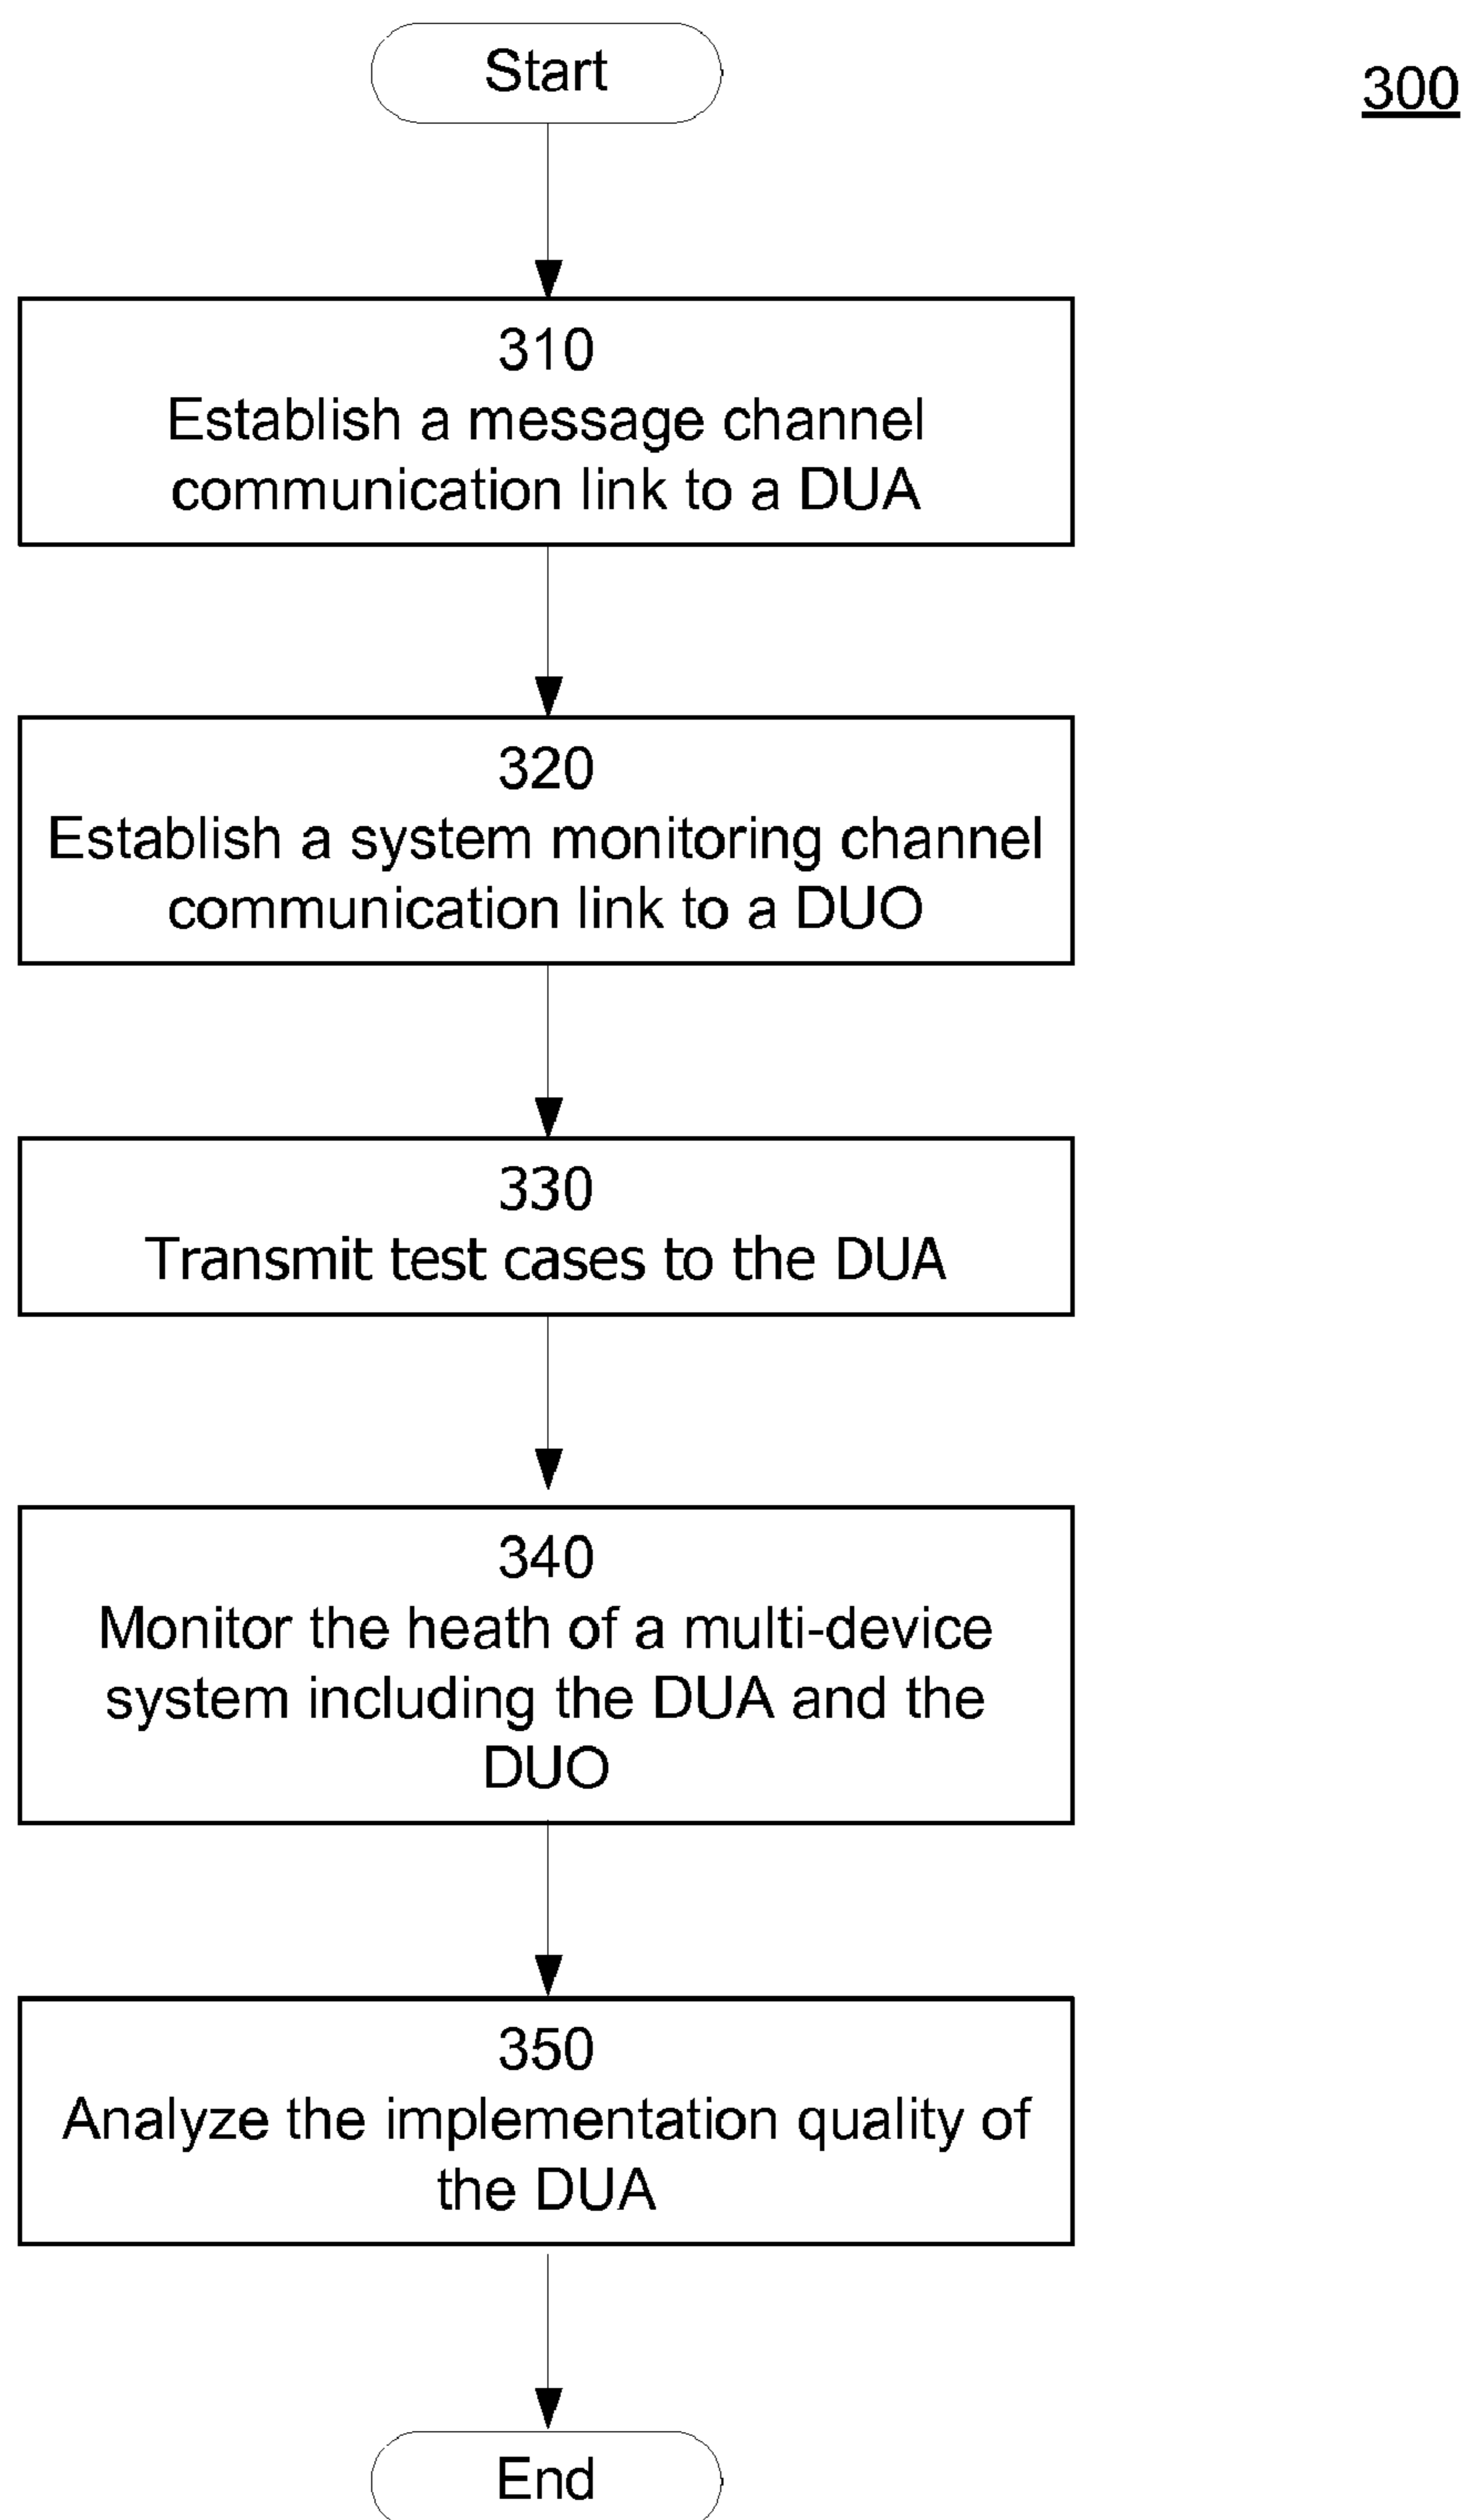 Start
300
310
Establish a message channel
communication link to a DUA
320
Establish a system monitoring channel
communication link to a DUO
330
Transmit test cases to the DUA
340
Monitor the heath of a multi-device
system including the DUA and the
DUO
350
Analyze the implementation quality of
the DUA
End